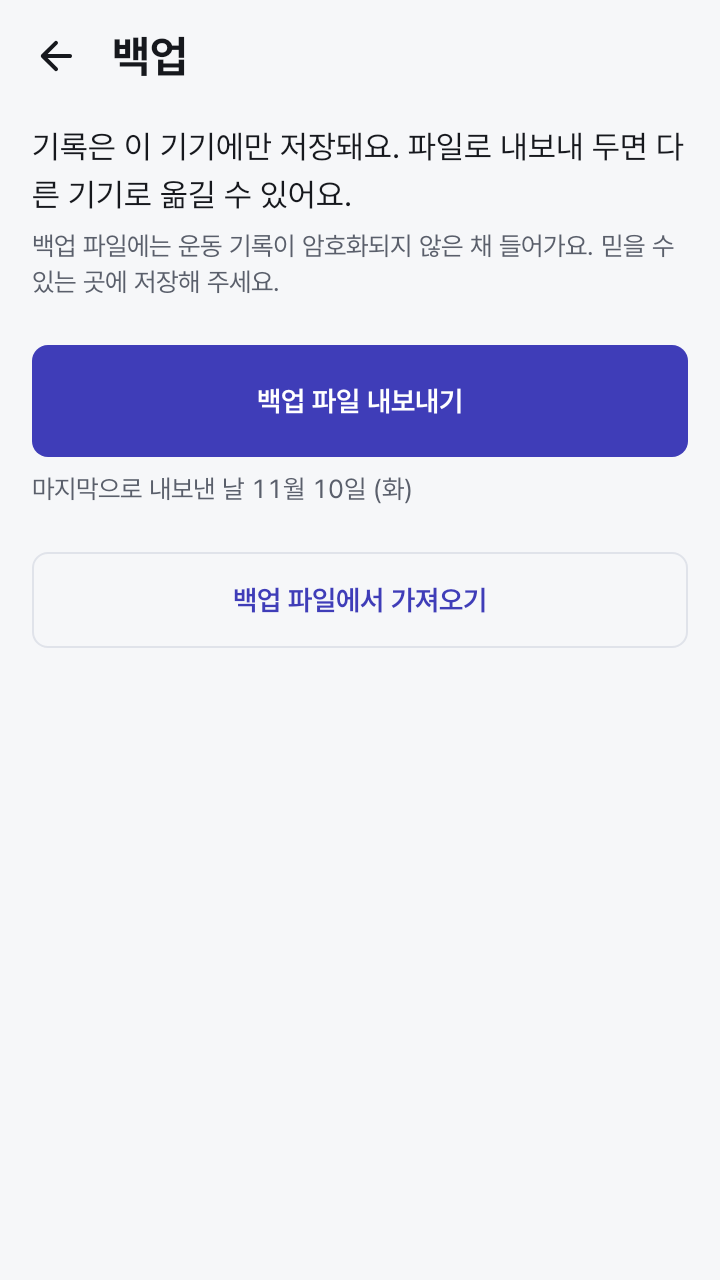 백업
기록은 이 기기에만 저장돼요. 파일로 내보내 두면 다
른 기기로 옮길 수 있어요.
백업 파일에는 운동 기록이 암호화되지 않은 채 들어가요. 믿을 수
있는 곳에 저장해 주세요.
백업 파일 내보내기
마지막으로 내보낸 날 11월 10일 (화)
백업 파일에서 가져오기